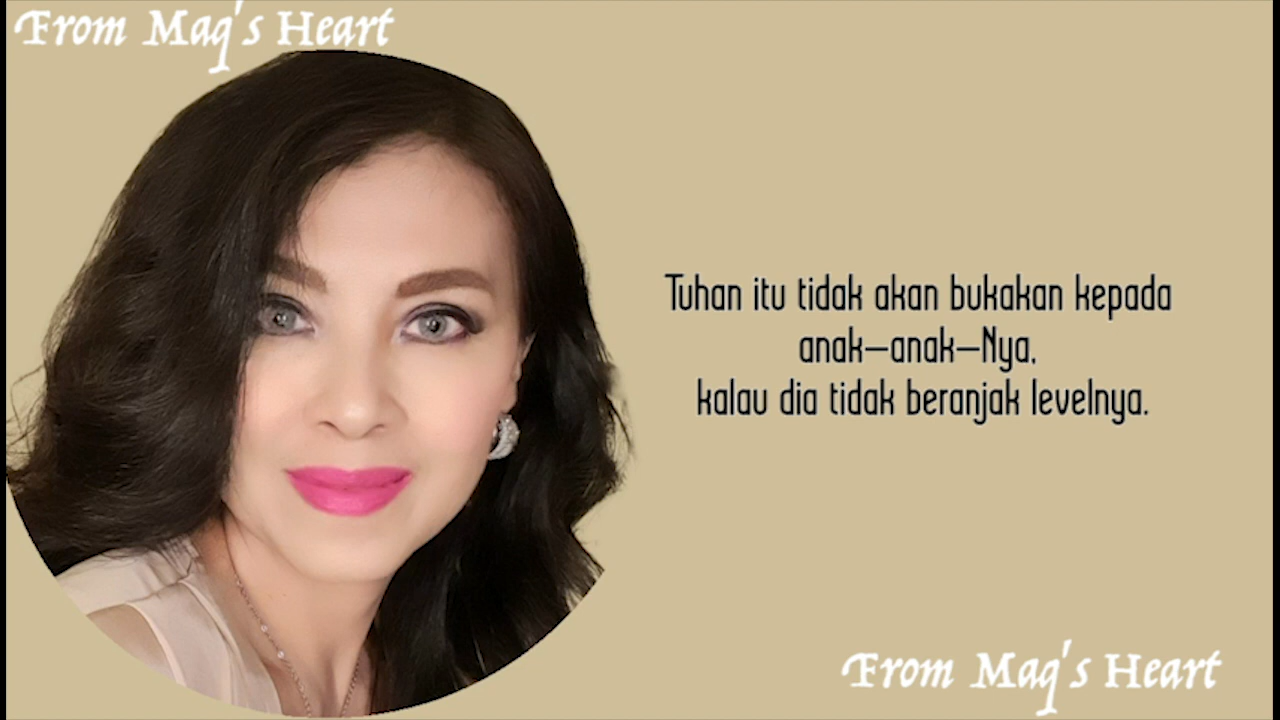 From Maq's Heart
Tuhan itu tidak akan bukakan kepada
anak-anak-Nya,
kalau dia tidak beranjak levelnya.
From Maq's Heart